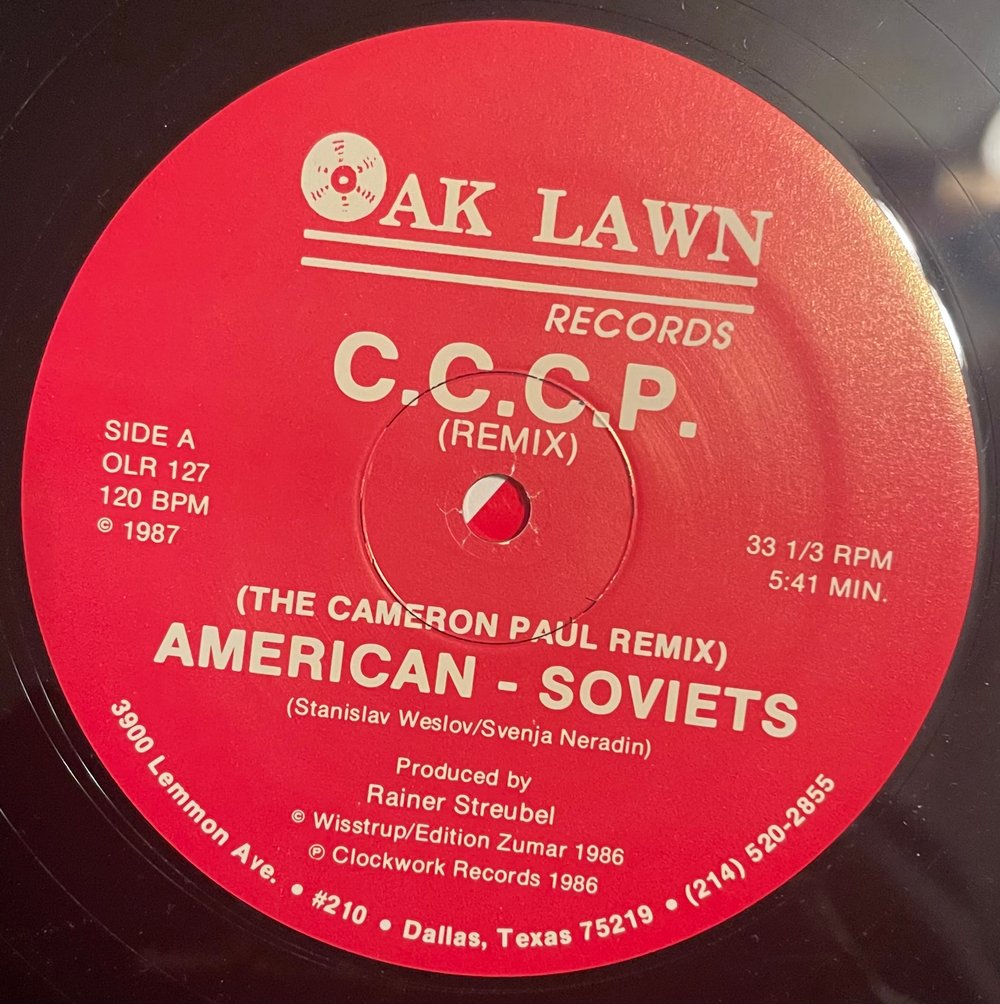 OAK LAWN
RECORDS
C.C.C.P.
(REMIX)
SIDE A
OLR 127
120 BPM
© 1987
33 1/3 RPM
5:41 MIN.
(THE CAMERON PAUL REMIX)
AMERICAN - SOVIETS
(Stanislav Weslov/Svenja Neradin)
Produced by
Rainer Streubel
© Wisstrup/Edition Zumar 1986
℗ Clockwork Records 1986
3900 Lemmon Ave. • #210 • Dallas, Texas 75219 • (214) 520-2855